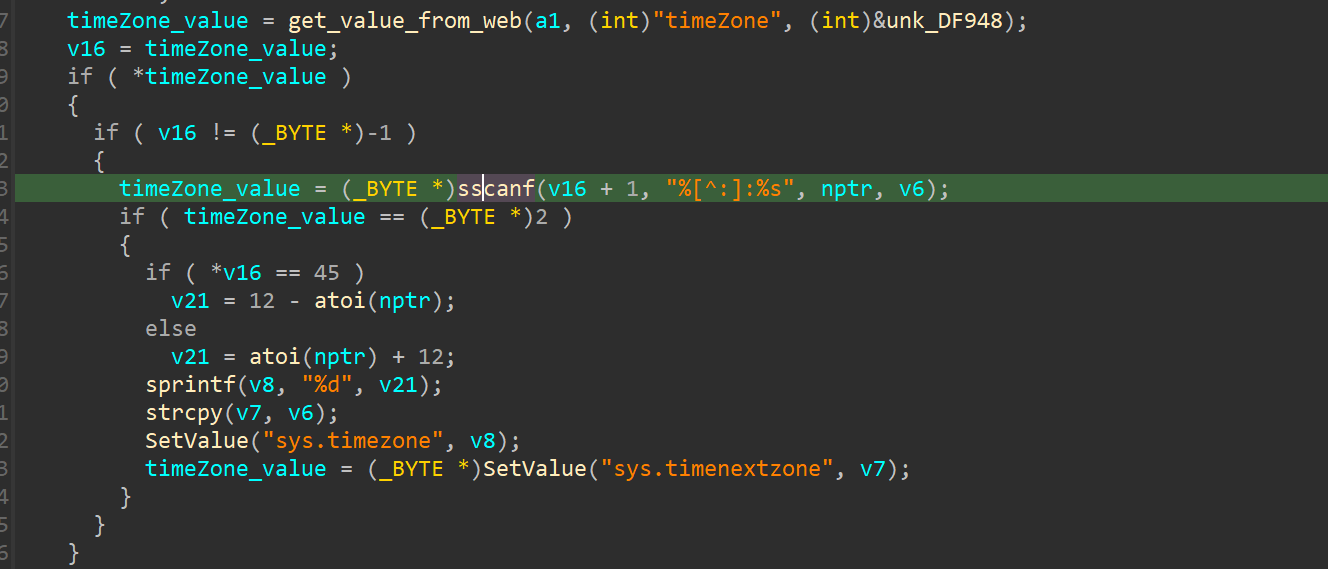 7 timeZone_value = get_value_from_web(a1, (int)"timeZone", (int)&unk_DF948);
8 v16 = timeZone_value;
9 if ( *timeZone_value )
0 {
1 if ( v16 != (_BYTE *)-1 )
2 {
3 timeZone_value = (_BYTE *)sscanf(v16 + 1, "%[^:]:%s", nptr, v6);
4 if ( timeZone_value == (_BYTE *)2 )
5 {
6 if ( *v16 == 45 )
7 v21 = 12 - atoi(nptr);
8 else
9 v21 = atoi(nptr) + 12;
0 sprintf(v8, "%d", v21);
1 strcpy(v7, v6);
2 SetValue("sys.timezone", v8);
3 timeZone_value = (_BYTE *)SetValue("sys.timenextzone", v7);
4 }
5 }
6 }